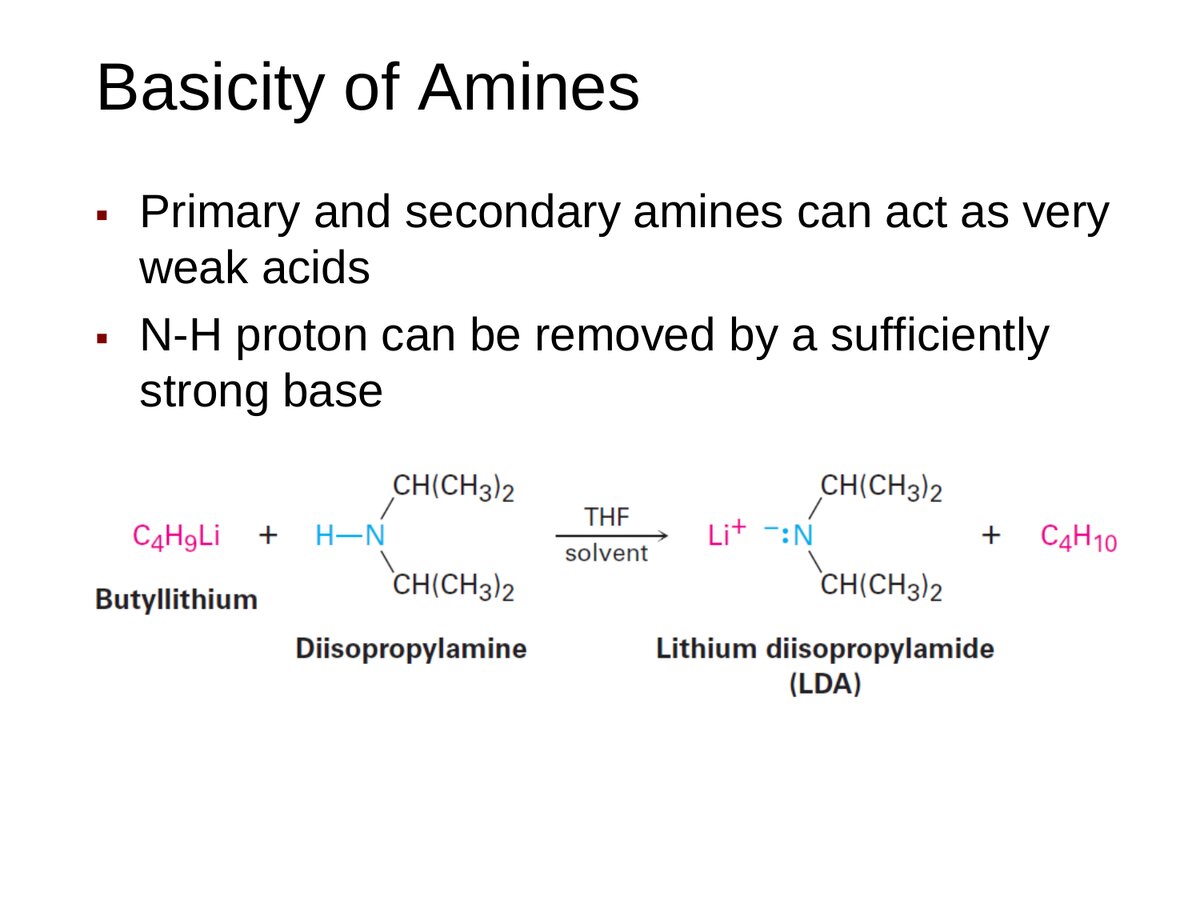 Basicity of Amines
▪ Primary and secondary amines can act as very
weak acids
▪ N-H proton can be removed by a sufficiently
strong base
CH(CH3)2 CH(CH3)2
C4H9Li + H—N THF solvent Li+ −:N + C4H10
CH(CH3)2 CH(CH3)2
Butyllithium
Diisopropylamine Lithium diisopropylamide
(LDA)